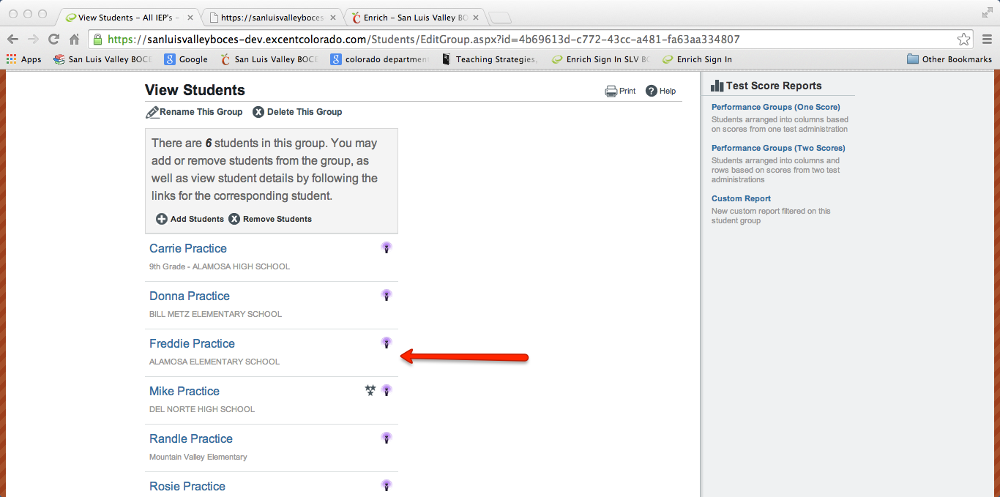 View Students – All IEP's –
https://sanluisvalleyboces
Enrich – San Luis Valley BO
https://sanluisvalleyboces-dev.excentcolorado.com/Students/EditGroup.aspx?id=4b69613d-c772-43cc-a481-fa63aa334807
Apps
San Luis Valley BOCE
Google
San Luis Valley BOCE
colorado department
Teaching Strategies,
Enrich Sign In SLV BO
Enrich Sign In
Other Bookmarks
View Students
Print
Help
Rename This Group
Delete This Group
There are 6 students in this group. You may
add or remove students from the group, as
well as view student details by following the
links for the corresponding student.
Add Students
Remove Students
Carrie Practice
9th Grade - ALAMOSA HIGH SCHOOL
Donna Practice
BILL METZ ELEMENTARY SCHOOL
Freddie Practice
ALAMOSA ELEMENTARY SCHOOL
Mike Practice
DEL NORTE HIGH SCHOOL
Randle Practice
Mountain Valley Elementary
Rosie Practice
Test Score Reports
Performance Groups (One Score)
Students arranged into columns based
on scores from one test administration
Performance Groups (Two Scores)
Students arranged into columns and
rows based on scores from two test
administrations
Custom Report
New custom report filtered on this
student group